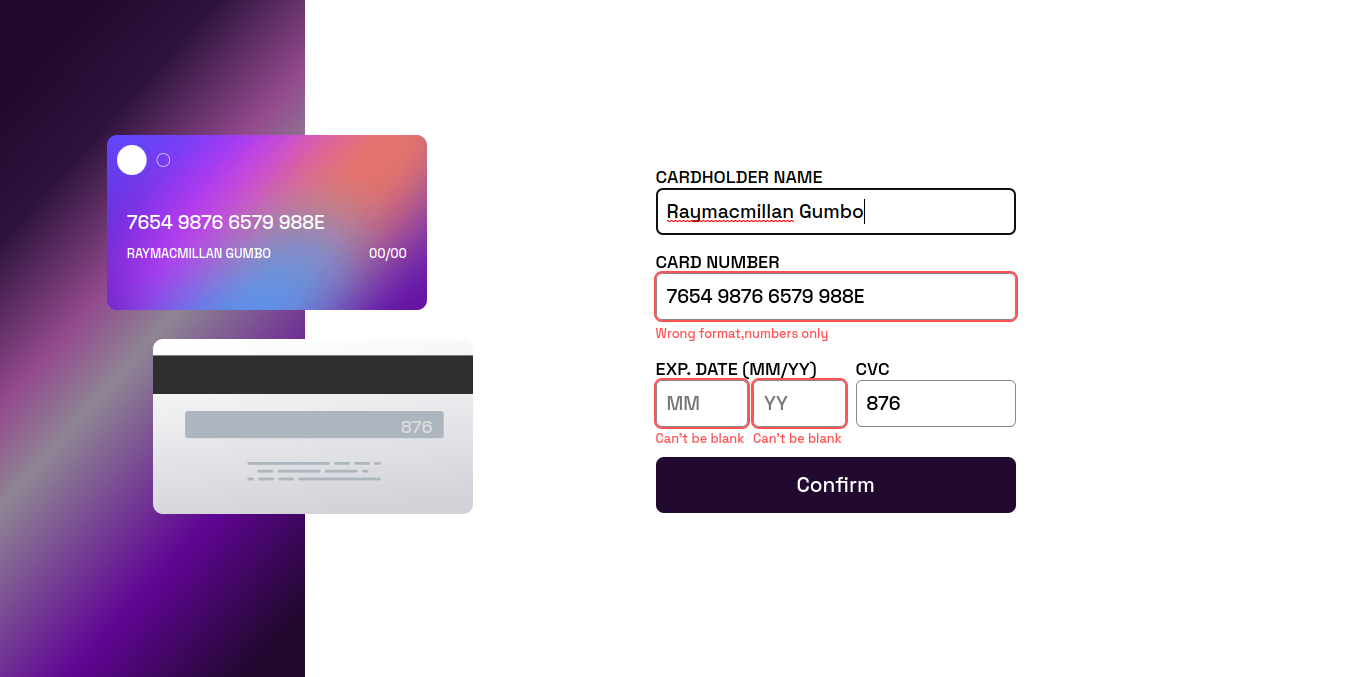 7654 9876 6579 988E
RAYMACMILLAN GUMBO 00/00
876
CARDHOLDER NAME
Raymacmillan Gumbo
CARD NUMBER
7654 9876 6579 988E
Wrong format,numbers only
EXP. DATE (MM/YY) CVC
MM YY 876
Can't be blank Can't be blank
Confirm